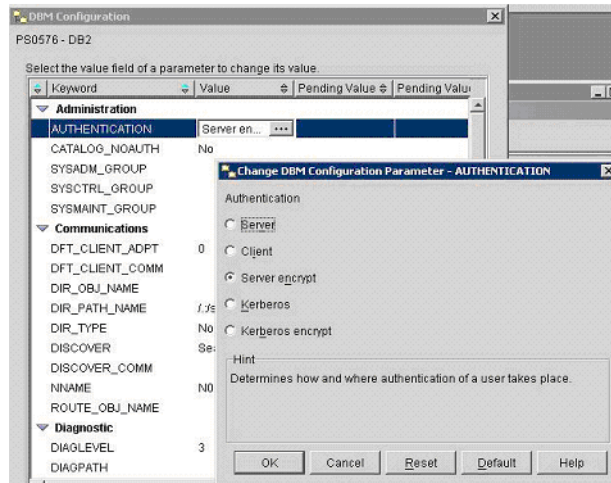 DBM Configuration
PS0576 - DB2
Select the value field of a parameter to change its value.
Keyword Value Pending Value Pending Value
Administration
AUTHENTICATION Server en... ...
CATALOG_NOAUTH No
SYSADM_GROUP
SYSCTRL_GROUP
SYSMAINT_GROUP
Communications
DFT_CLIENT_ADPT 0
DFT_CLIENT_COMM
DIR_OBJ_NAME
DIR_PATH_NAME /.:/s
DIR_TYPE No
DISCOVER Sea
DISCOVER_COMM
NNAME N0
ROUTE_OBJ_NAME
Diagnostic
DIAGLEVEL 3
DIAGPATH
Change DBM Configuration Parameter - AUTHENTICATION
Authentication
Server
Client
Server encrypt
Kerberos
Kerberos encrypt
Hint
Determines how and where authentication of a user takes place.
OK Cancel Reset Default Help